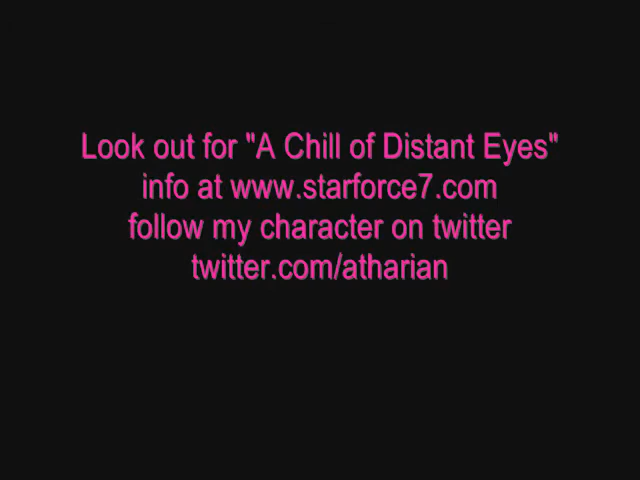 Look out for "A Chill of Distant Eyes"
info at www.starforce7.com
follow my character on twitter
twitter.com/atharian